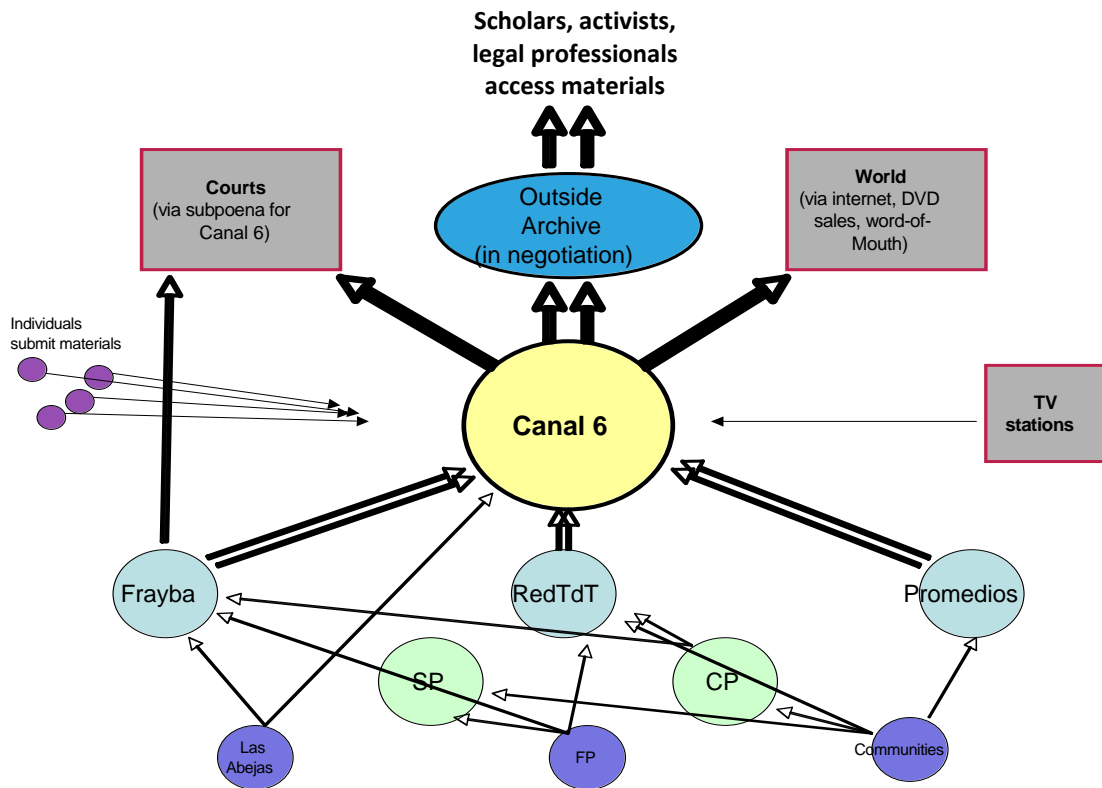 Scholars, activists,
legal professionals
access materials
Courts
(via subpoena for
Canal 6)
Outside
Archive
(in negotiation)
World
(via internet, DVD
sales, word-of-
Mouth)
Individuals
submit materials
Canal 6
TV
stations
Frayba
RedTdT
Promedios
SP
CP
Las
Abejas
FP
Communities